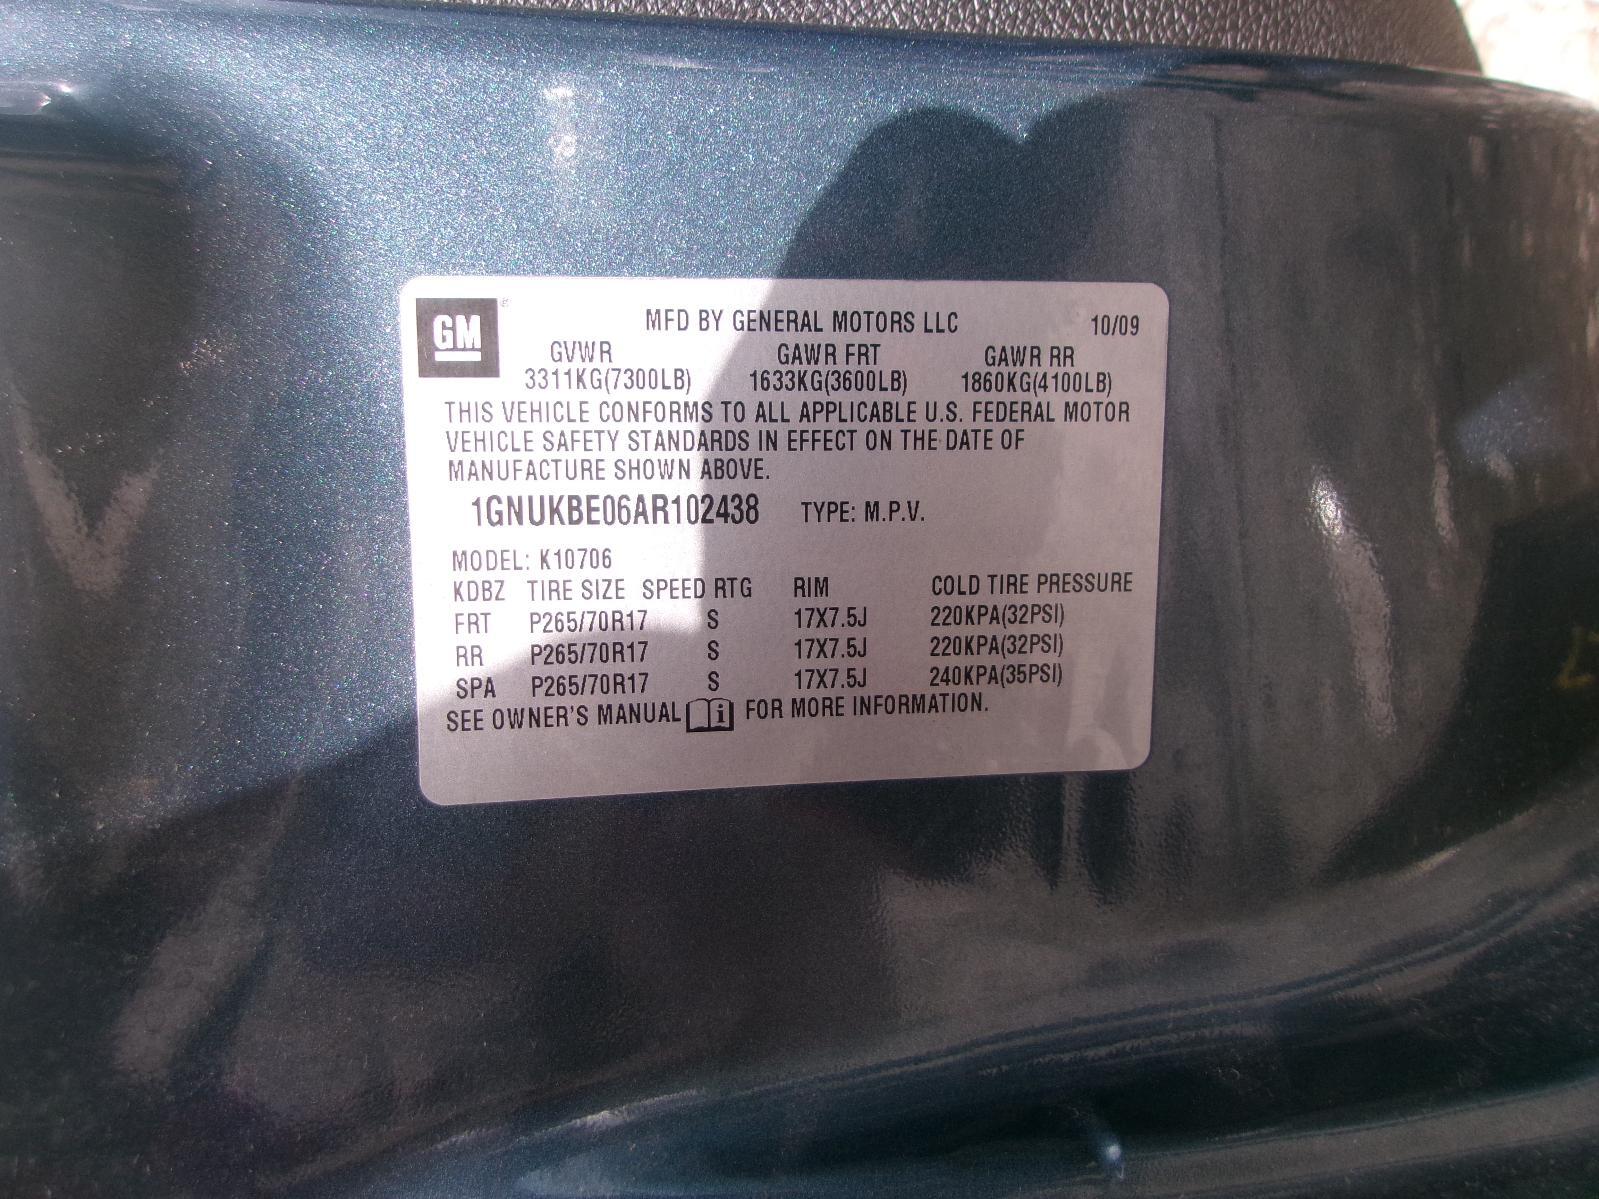 GM
MFD BY GENERAL MOTORS LLC 10/09
GVWR GAWR FRT GAWR RR
3311KG(7300LB) 1633KG(3600LB) 1860KG(4100LB)
THIS VEHICLE CONFORMS TO ALL APPLICABLE U.S. FEDERAL MOTOR
VEHICLE SAFETY STANDARDS IN EFFECT ON THE DATE OF
MANUFACTURE SHOWN ABOVE.
1GNUKBE06AR102438 TYPE: M.P.V.
MODEL: K10706
KDBZ TIRE SIZE SPEED RTG RIM COLD TIRE PRESSURE
FRT P265/70R17 S 17X7.5J 220KPA(32PSI)
RR P265/70R17 S 17X7.5J 220KPA(32PSI)
SPA P265/70R17 S 17X7.5J 240KPA(35PSI)
SEE OWNER'S MANUAL i FOR MORE INFORMATION.